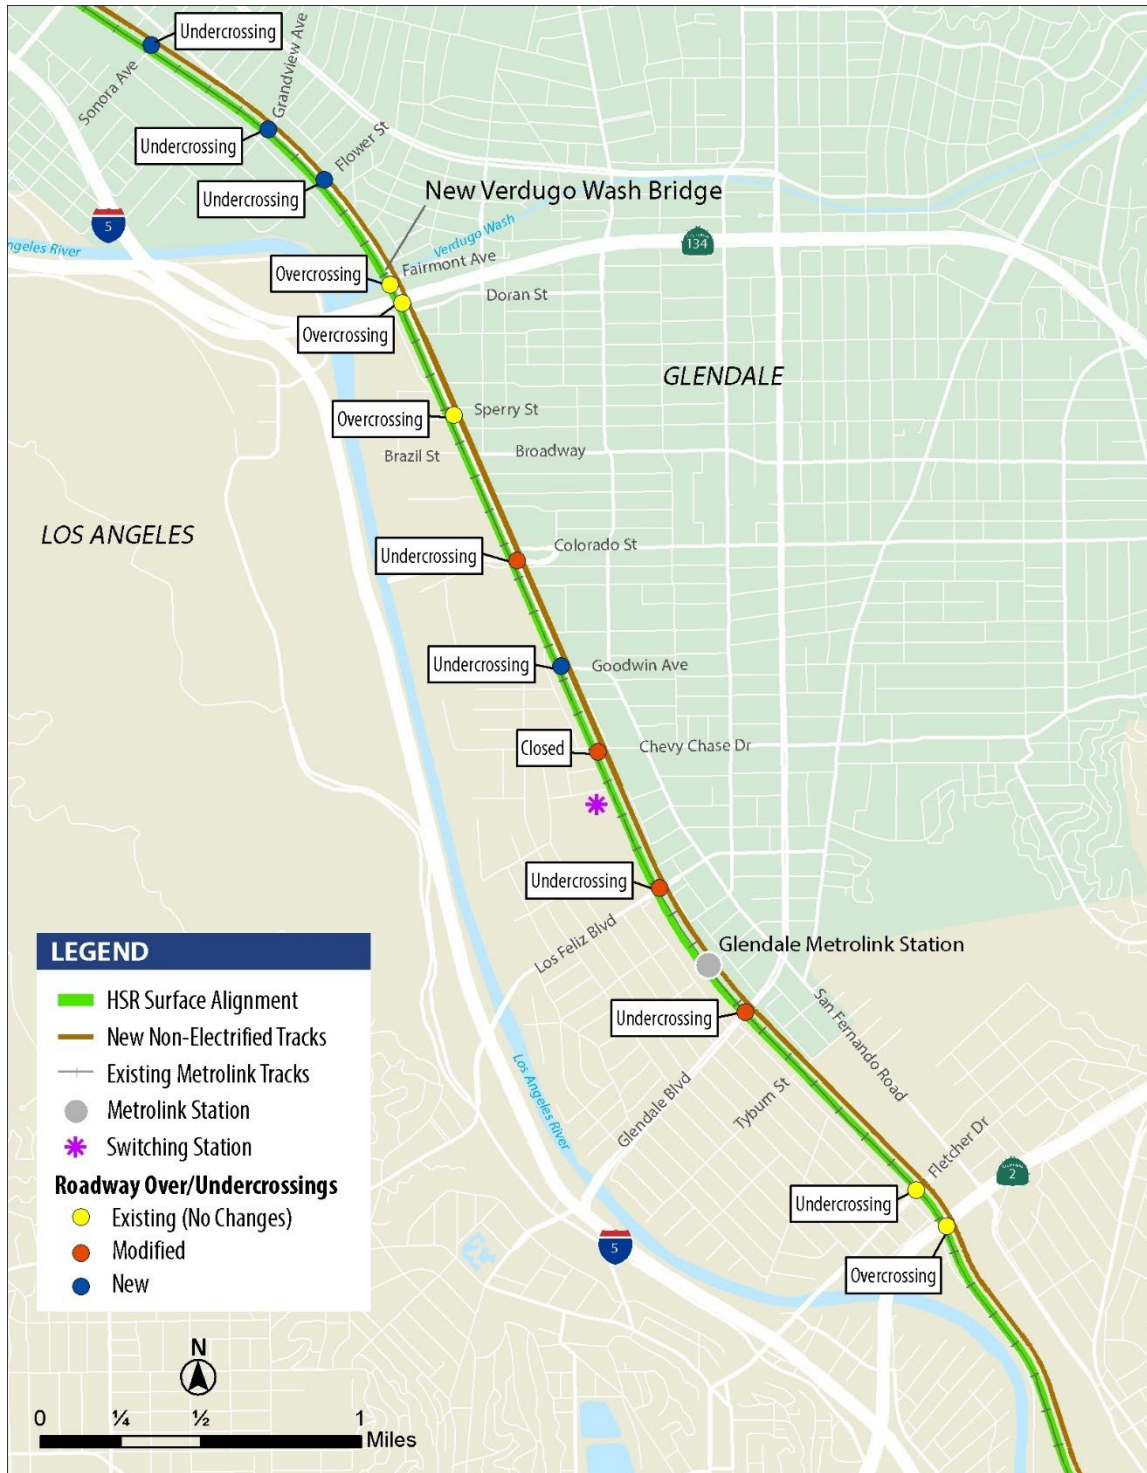 Undercrossing
Sonora Ave
Grandview Ave
Undercrossing
Flower St
Undercrossing
New Verdugo Wash Bridge
5
Verdugo Wash
134
Angeles River
Fairmont Ave
Overcrossing
Doran St
Overcrossing
GLENDALE
Sperry St
Overcrossing
Brazil St
Broadway
LOS ANGELES
Colorado St
Undercrossing
Undercrossing
Goodwin Ave
Closed
Chevy Chase Dr
Undercrossing
Los Feliz Blvd
Glendale Metrolink Station
Undercrossing
San Fernando Road
Los Angeles River
Glendale Blvd
Tyburn St
Fletcher Dr
2
Undercrossing
5
Overcrossing
LEGEND
HSR Surface Alignment
New Non-Electrified Tracks
Existing Metrolink Tracks
Metrolink Station
Switching Station
Roadway Over/Undercrossings
Existing (No Changes)
Modified
New
N
0 ¼ ½ 1
Miles